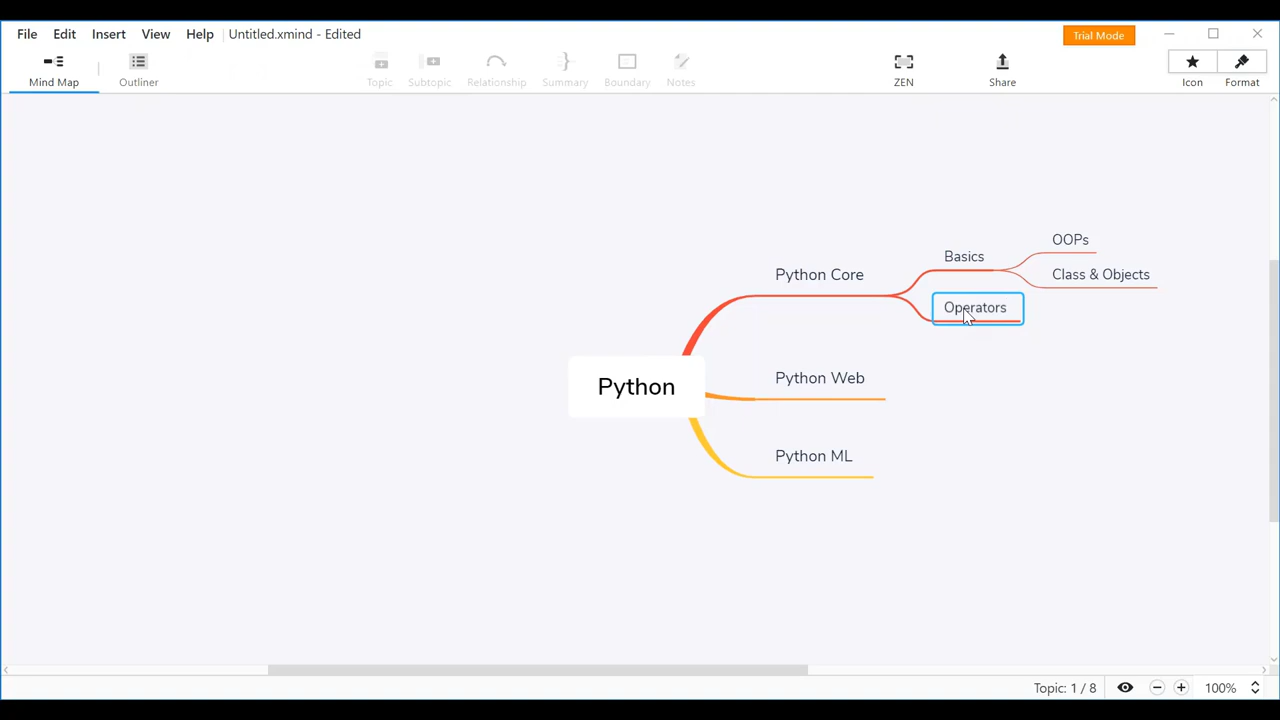 File Edit Insert View Help Untitled.xmind - Edited Trial Mode
Mind Map Outliner Topic Subtopic Relationship Summary Boundary Notes ZEN Share Icon Format
OOPs
Basics
Python Core Class & Objects
Operators
Python Web
Python
Python ML
Topic: 1 / 8 100%